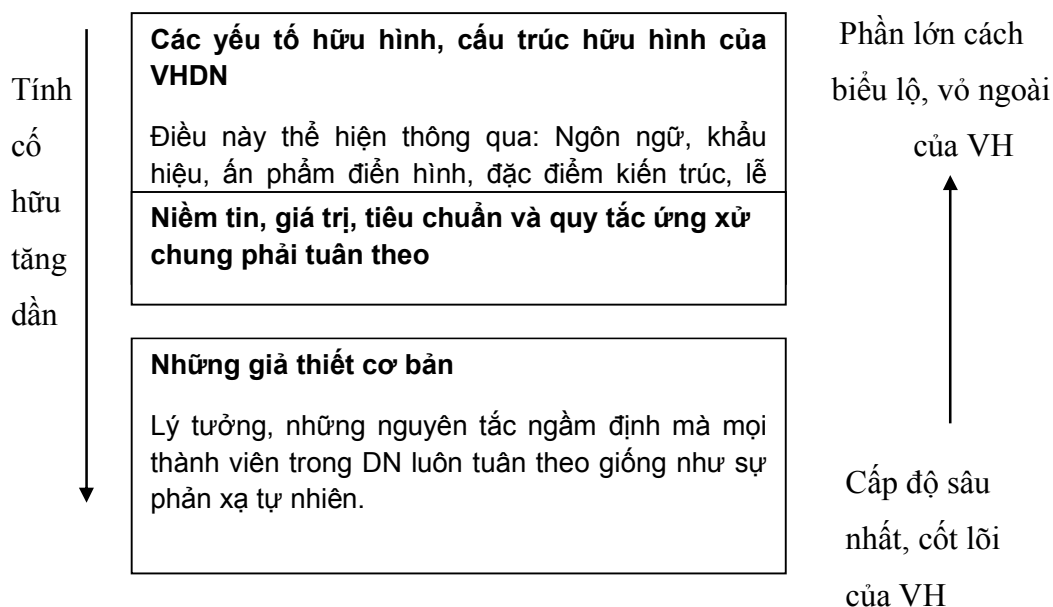 Tính
cố
hữu
tăng
dần
Các yếu tố hữu hình, cấu trúc hữu hình của
VHDN
Điều này thể hiện thông qua: Ngôn ngữ, khẩu
hiệu, ấn phẩm điển hình, đặc điểm kiến trúc, lễ
Niềm tin, giá trị, tiêu chuẩn và quy tắc ứng xử
chung phải tuân theo
Những giả thiết cơ bản
Lý tưởng, những nguyên tắc ngầm định mà mọi
thành viên trong DN luôn tuân theo giống như sự
phản xạ tự nhiên.
Phần lớn cách
biểu lộ, vỏ ngoài
của VH
Cấp độ sâu
nhất, cốt lõi
của VH